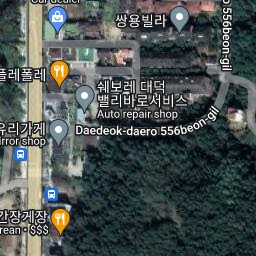 Car dealer
쌍용빌라
플레폴레
쉐보레 대덕
밸리바로서비스
Auto repair shop
유리가게
irror shop
Daedeok-daero 556beon-gil
556beon-gil
간장게장
rean • $$$